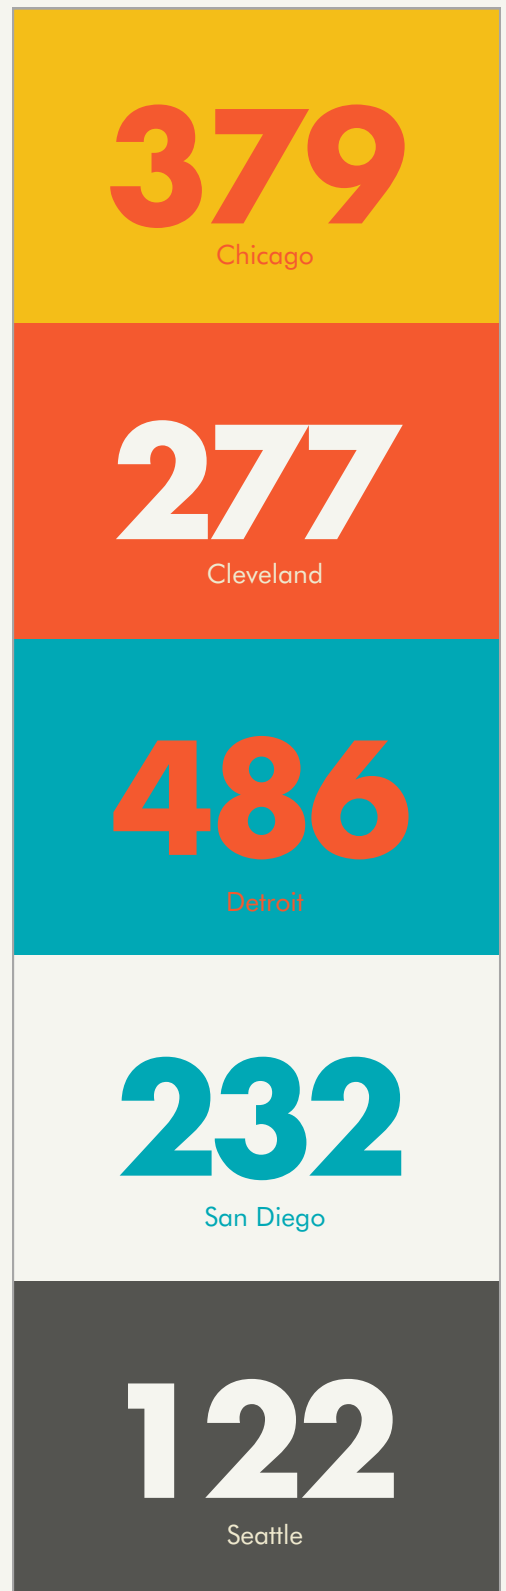 379
Chicago
277
Cleveland
486
Detroit
232
San Diego
122
Seattle